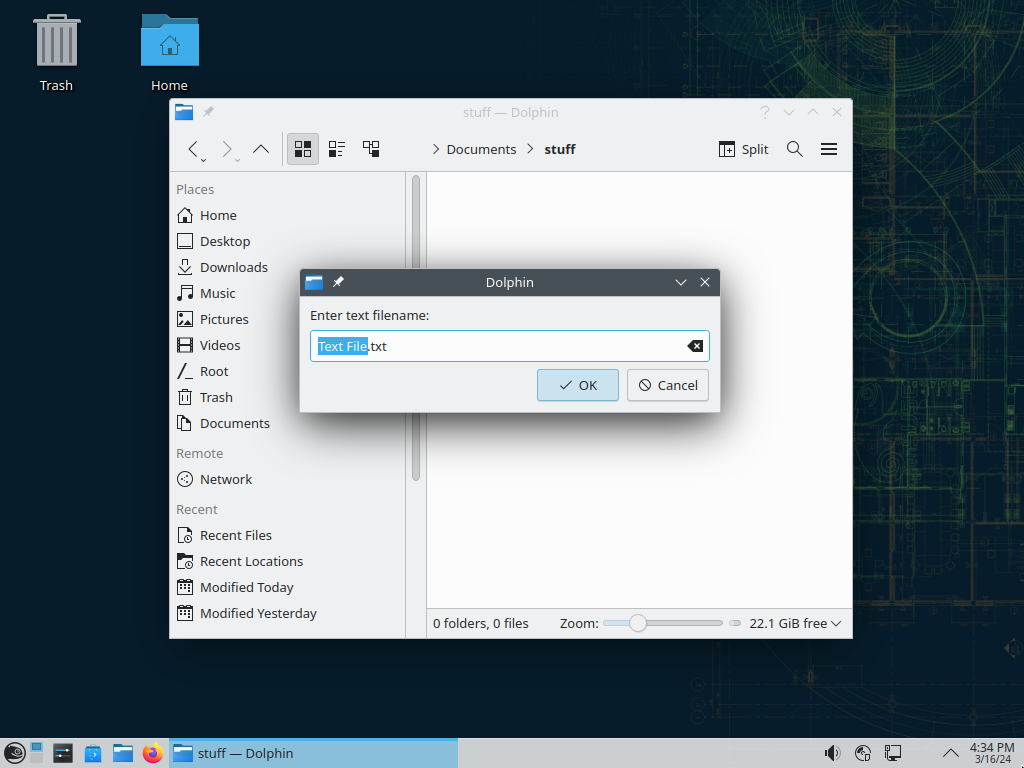 Trash
Home
stuff — Dolphin
Documents
stuff
Split
Places
Home
Desktop
Downloads
Music
Pictures
Videos
Root
Trash
Documents
Remote
Network
Recent
Recent Files
Recent Locations
Modified Today
Modified Yesterday
Dolphin
Enter text filename:
Text File.txt
OK
Cancel
0 folders, 0 files
Zoom:
22.1 GiB free
stuff — Dolphin
4:34 PM
3/16/24